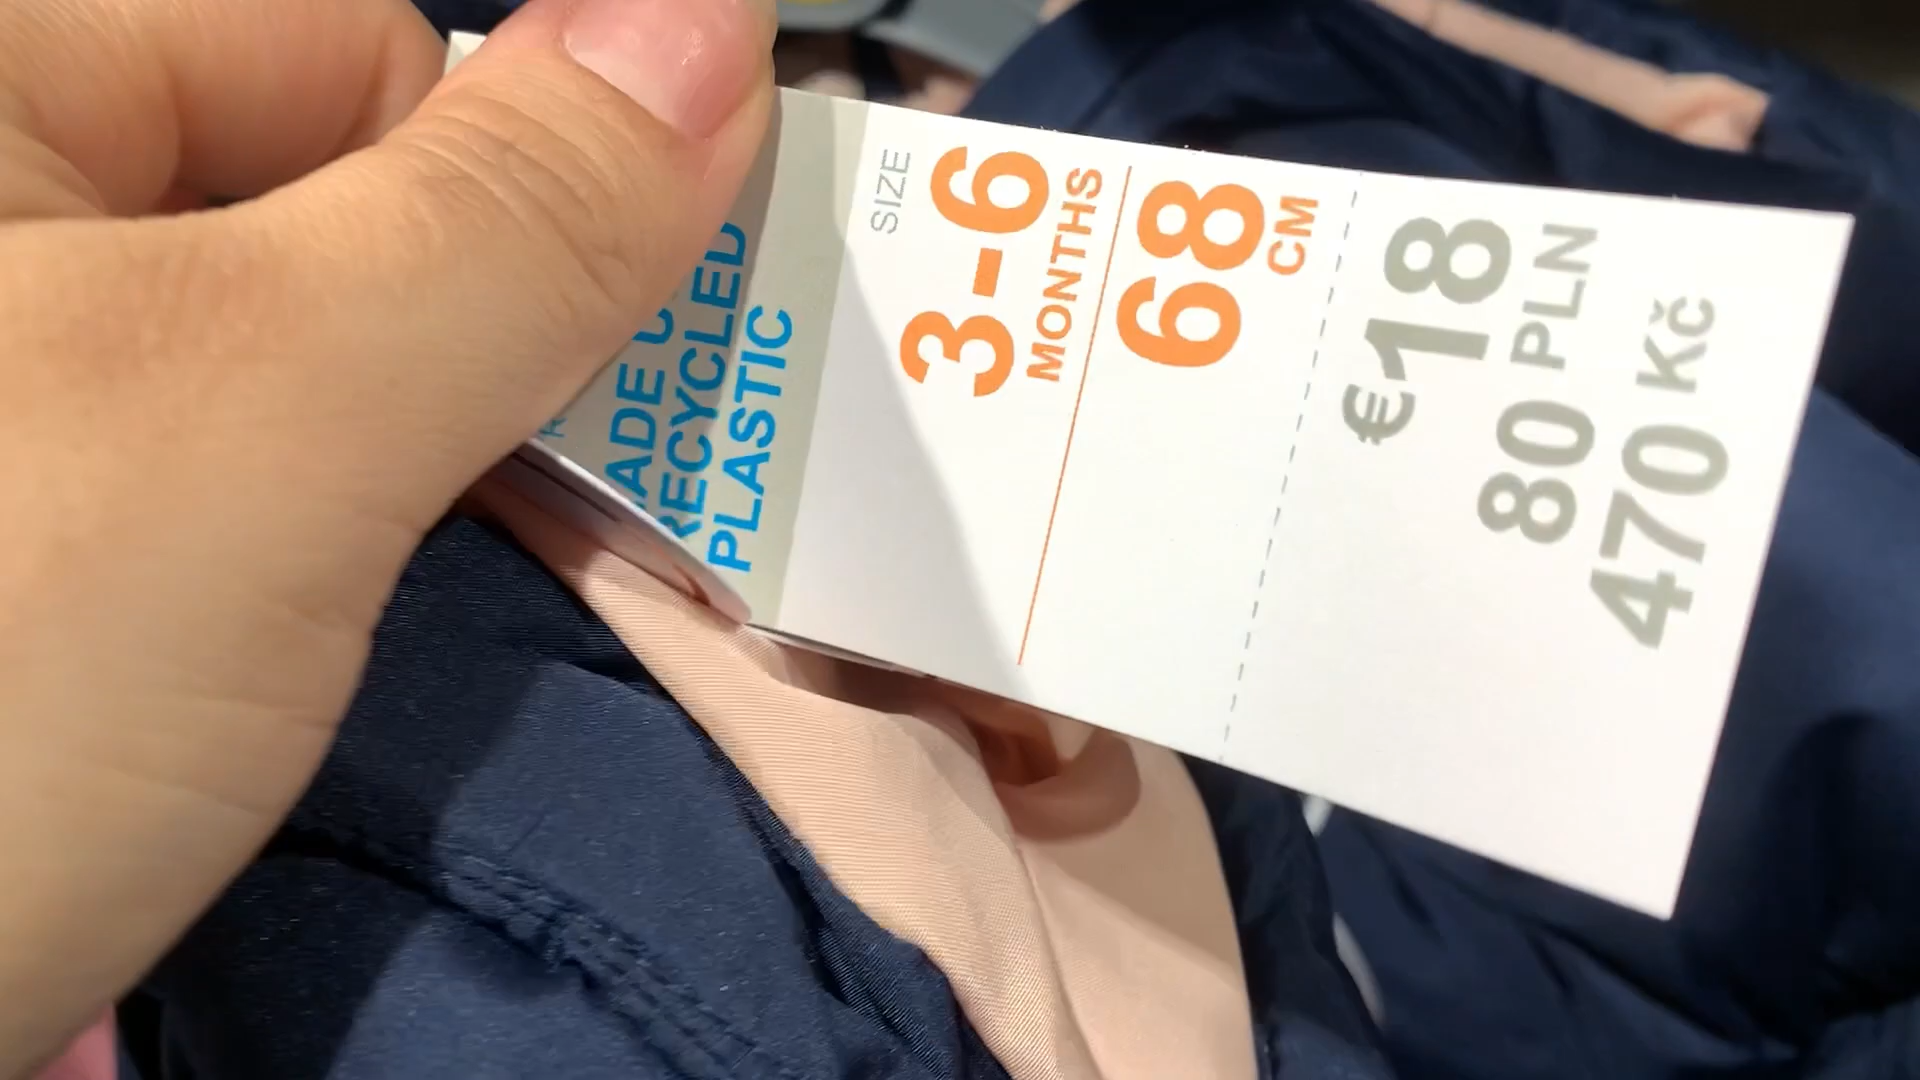 RECYCLED
PLASTIC
SIZE
3-6
MONTHS
68
CM
€18
80 PLN
470 Kč